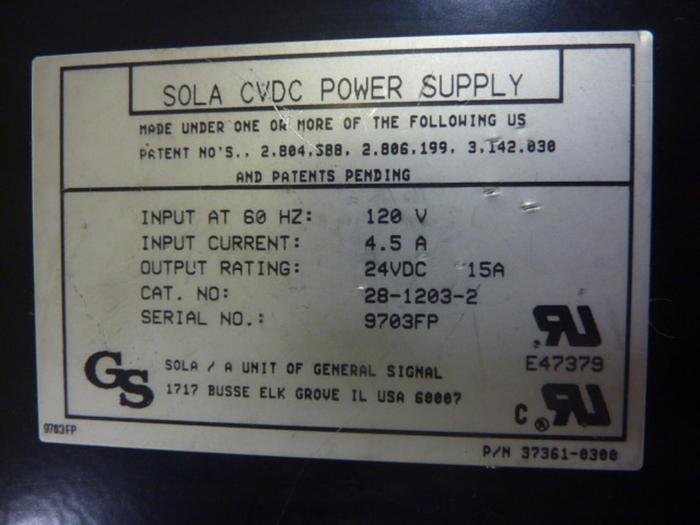 SOLA CVDC POWER SUPPLY
MADE UNDER ONE OR MORE OF THE FOLLOWING US
PATENT NO'S., 2.804.588, 2.806.199, 3.142.030
AND PATENTS PENDING
INPUT AT 60 HZ: 120 V
INPUT CURRENT: 4.5 A
OUTPUT RATING: 24VDC 15A
CAT. NO: 28-1203-2
SERIAL NO.: 9703FP
E47379
GS SOLA / A UNIT OF GENERAL SIGNAL
1717 BUSSE ELK GROVE IL USA 60007
C ®
9703FP
P/N 37361-0300